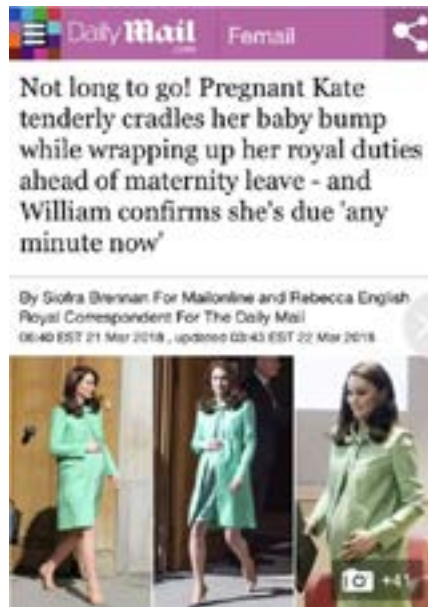 Daily Mail .com Femail
Not long to go! Pregnant Kate
tenderly cradles her baby bump
while wrapping up her royal duties
ahead of maternity leave - and
William confirms she's due 'any
minute now'
By Siofra Brennan For Mailonline and Rebecca English
Royal Correspondent For The Daily Mail
06:40 EST 21 Mar 2018, updated 03:43 EST 22 Mar 2018
+41